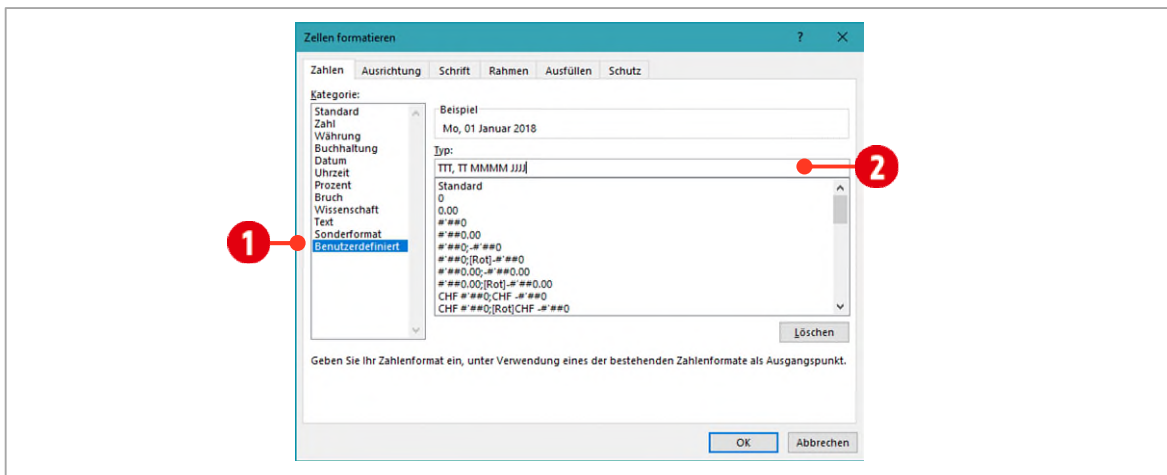 Zellen formatieren ? ×
Zahlen Ausrichtung Schrift Rahmen Ausfüllen Schutz
Kategorie:
Standard
Zahl
Währung
Buchhaltung
Datum
Uhrzeit
Prozent
Bruch
Wissenschaft
Text
Sonderformat
Benutzerdefiniert
1
Beispiel
Mo, 01 Januar 2018
Typ:
TTT, TT MMMM JJJJ
2
Standard
0
0.00
#'##0
#'##0.00
#'##0;-#'##0
#'##0;[Rot]-#'##0
#'##0.00;-#'##0.00
#'##0.00;[Rot]-#'##0.00
CHF #'##0;CHF -#'##0
CHF #'##0;[Rot]CHF -#'##0
Löschen
Geben Sie Ihr Zahlenformat ein, unter Verwendung eines der bestehenden Zahlenformate als Ausgangspunkt.
OK Abbrechen